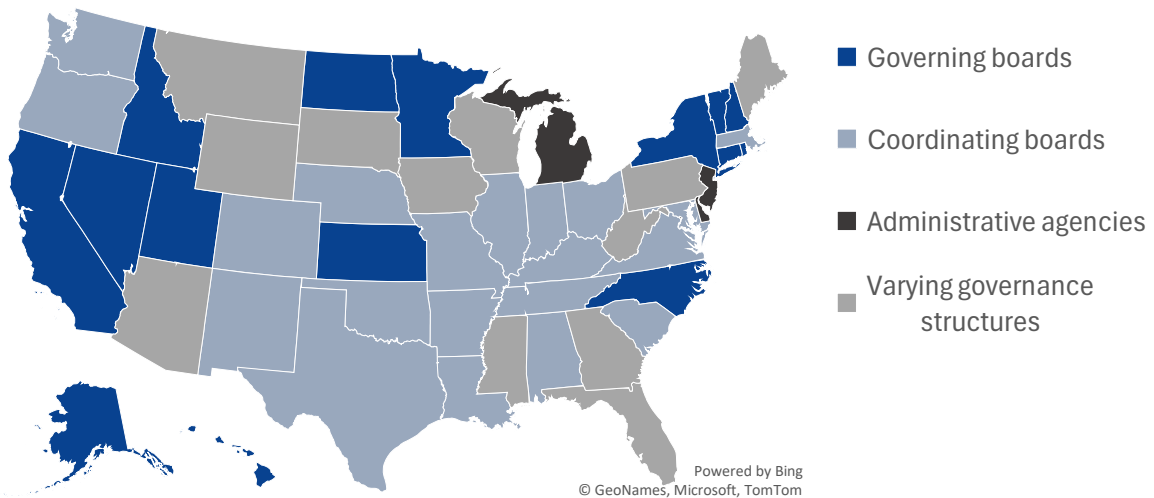 Governing boards
Coordinating boards
Administrative agencies
Varying governance
structures
Powered by Bing
© GeoNames, Microsoft, TomTom